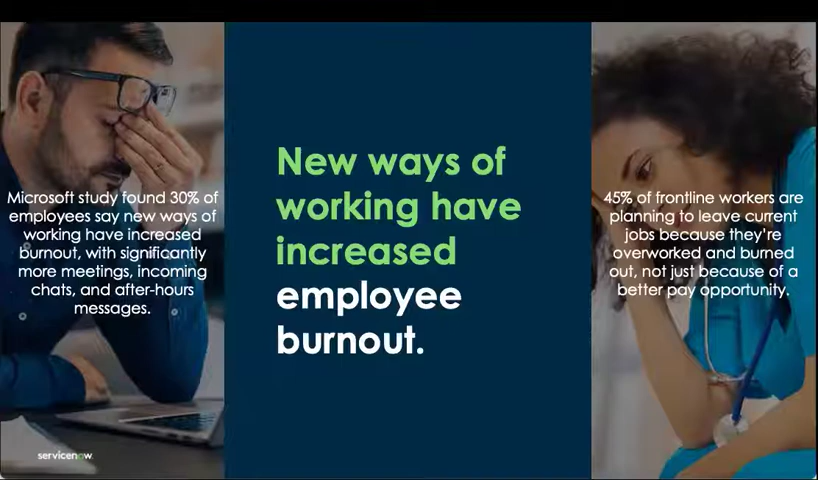 Microsoft study found 30% of
employees say new ways of
working have increased
burnout, with significantly
more meetings, incoming
chats, and after-hours
messages.
New ways of
working have
increased
employee
burnout.
45% of frontline workers are
planning to leave current
jobs because they're
overworked and burned
out, not just because of a
better pay opportunity.
servicenow